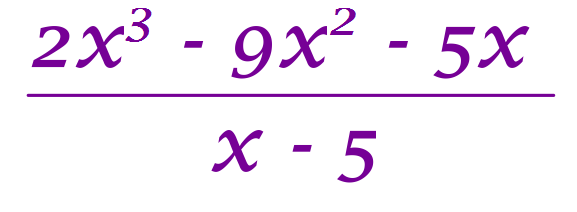 2x³ - 9x² - 5x
x - 5